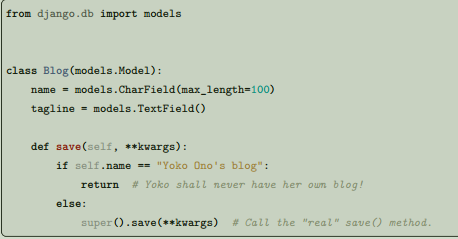 from django.db import models
class Blog(models.Model):
    name = models.CharField(max_length=100)
    tagline = models.TextField()
    def save(self, **kwargs):
        if self.name == "Yoko Ono's blog":
            return  # Yoko shall never have her own blog!
        else:
            super().save(**kwargs)  # Call the "real" save() method.